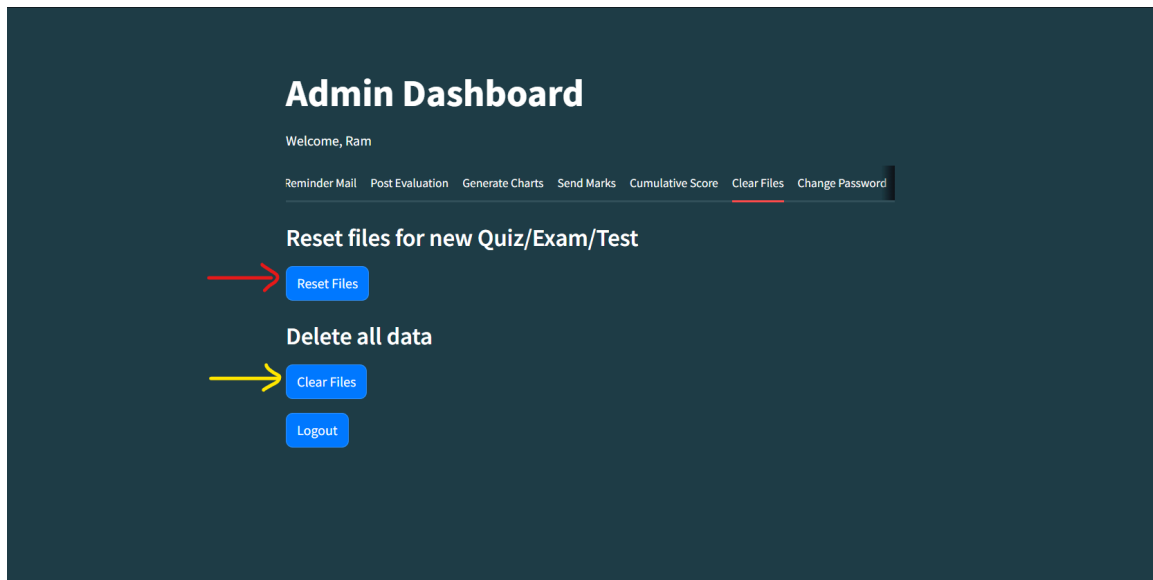 Admin Dashboard
Welcome, Ram
Reminder Mail Post Evaluation Generate Charts Send Marks Cumulative Score Clear Files Change Password
Reset files for new Quiz/Exam/Test
Reset Files
Delete all data
Clear Files
Logout